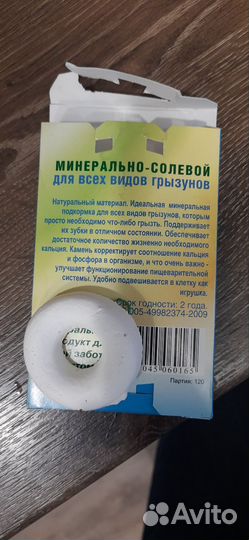 МИНЕРАЛЬНО-СОЛЕВОЙ
для всех видов грызунов
Натуральный материал. Идеальная минеральная
подкормка для всех видов грызунов, которым
просто необходимо что-либо грызть. Поддерживает
их зубки в отличном состоянии. Обеспечивает
достаточное количество жизненно необходимого
кальция. Камень корректирует соотношение кальция
и фосфора в организме, и что очень важно -
улучшает функционирование пищеварительной
системы. Удобно подвешивается в клетку как
игрушка.
Срок годности: 2 года.
005-49982374-2009
045 060165
Партия: 120
Avito